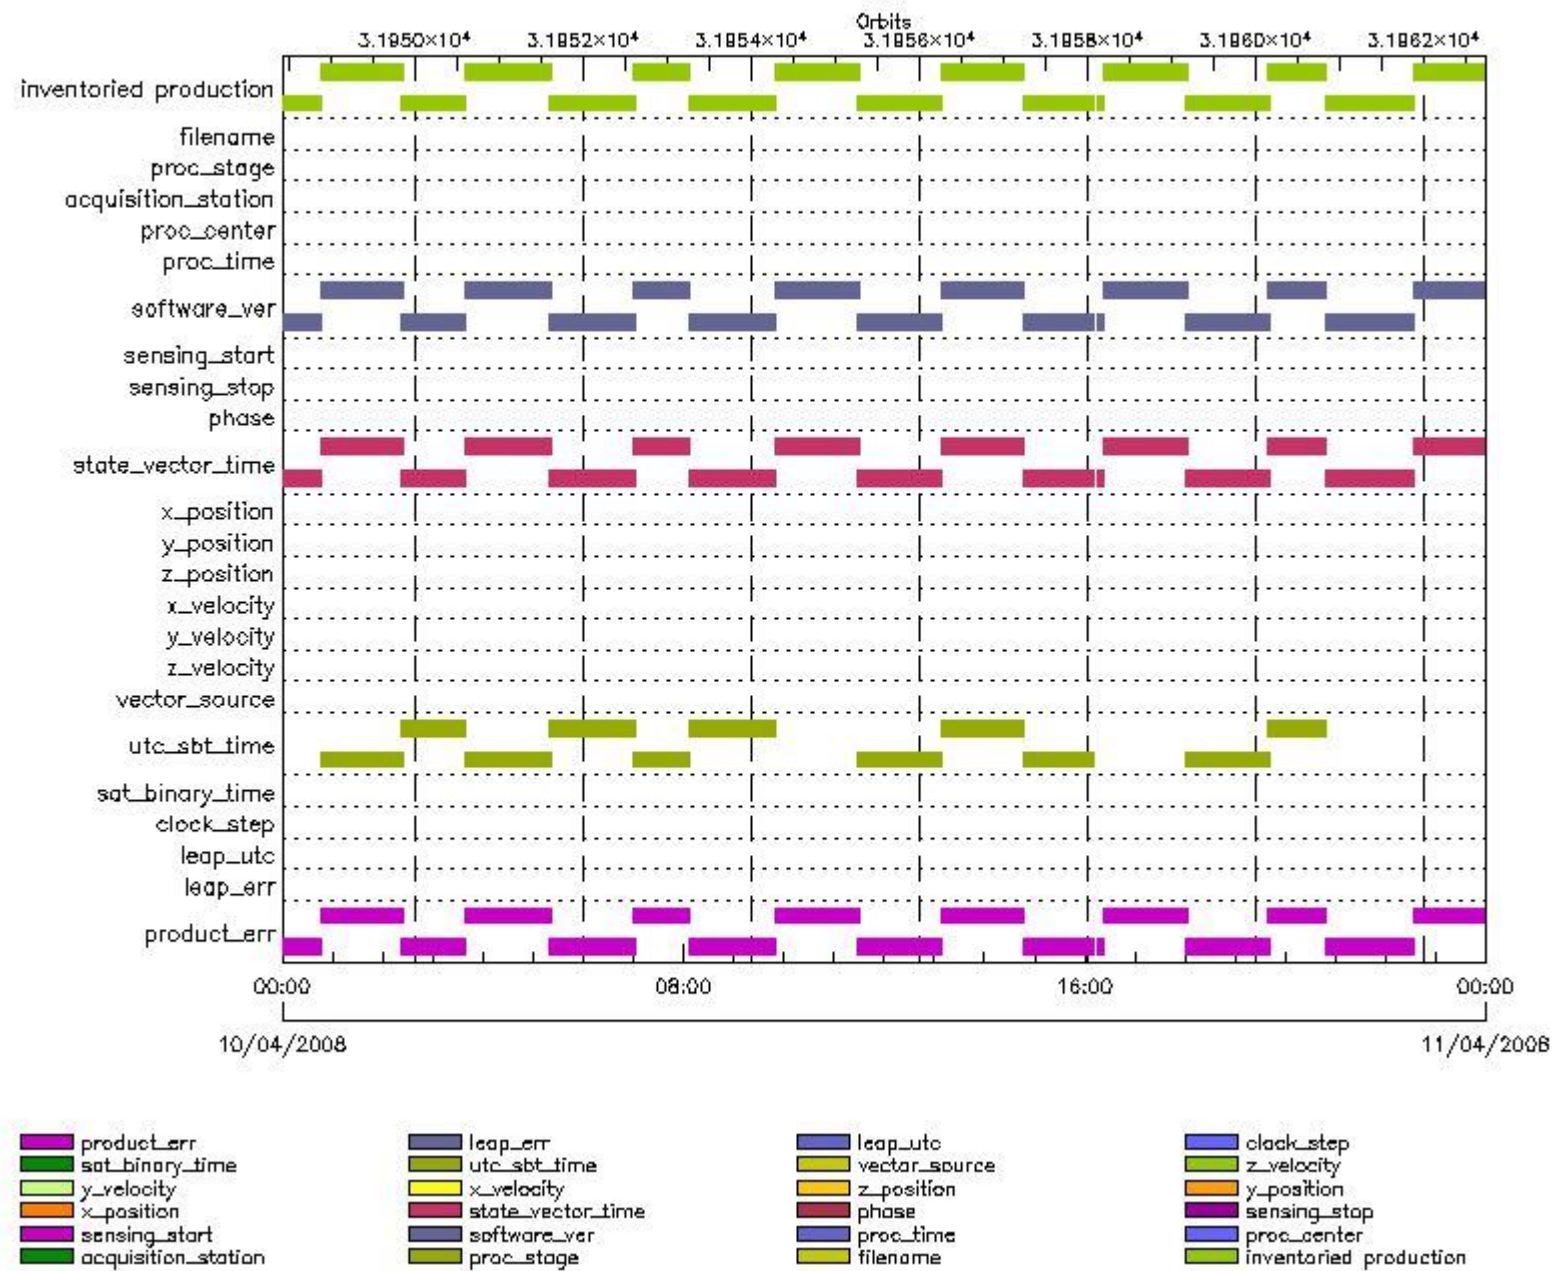 Orbits
3.1950×10⁴ 3.1952×10⁴ 3.1954×10⁴ 3.1956×10⁴ 3.1958×10⁴ 3.1960×10⁴ 3.1962×10⁴
inventoried production
filename
proc_stage
acquisition_station
proc_center
proc_time
software_ver
sensing_start
sensing_stop
phase
state_vector_time
x_position
y_position
z_position
x_velocity
y_velocity
z_velocity
vector_source
utc_sbt_time
sat_binary_time
clock_step
leap_utc
leap_err
product_err
00:00 08:00 16:00 00:00
10/04/2008 11/04/2008
product_err leap_err leap_utc clock_step
sat_binary_time utc_sbt_time vector_source z_velocity
y_velocity x_velocity z_position y_position
x_position state_vector_time phase sensing_stop
sensing_start software_ver proc_time proc_center
acquisition_station proc_stage filename inventoried production